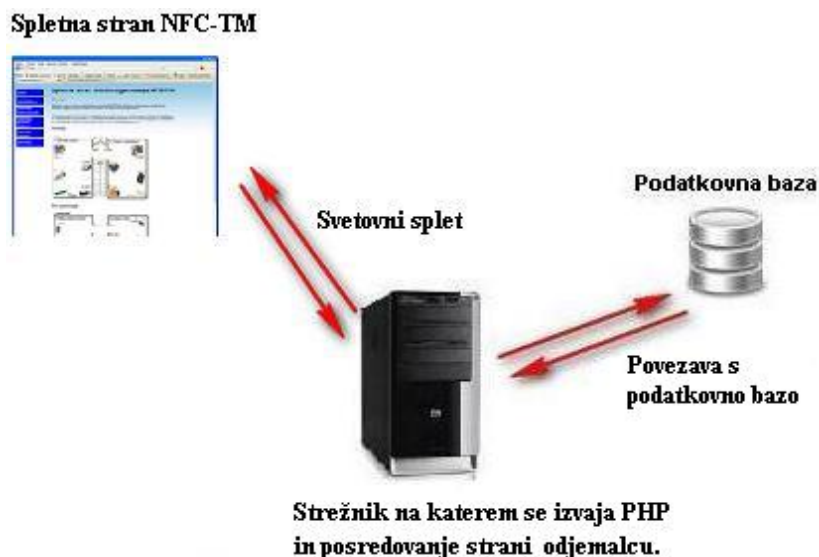 Spletna stran NFC-TM
Podatkovna baza
Svetovni splet
Povezava s
podatkovno bazo
Strežnik na katerem se izvaja PHP
in posredovanje strani odjemalcu.